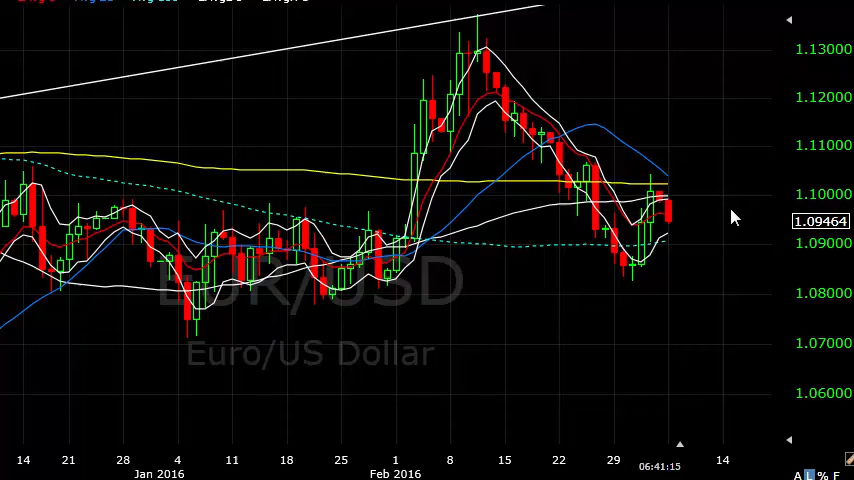 1.13000
1.12000
1.11000
1.10000
1.09464
1.09000
1.08000
1.07000
1.06000
EUR/USD
Euro/US Dollar
14 21 28 4 11 18 25 1 8 15 22 29 14
Jan 2016 Feb 2016 06:41:15
A L % F